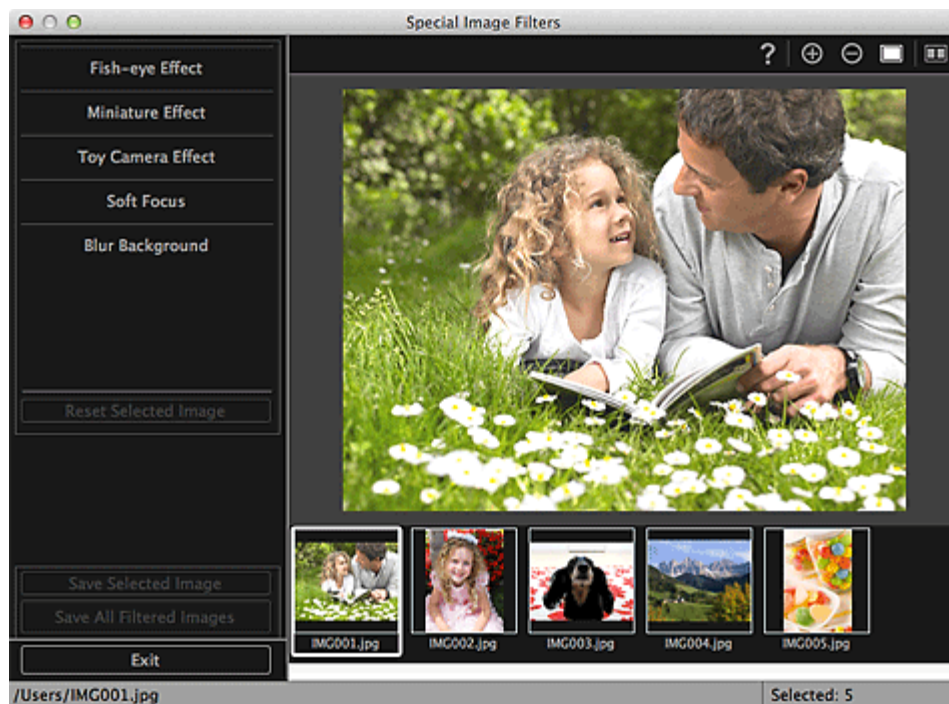 Special Image Filters
Fish-eye Effect
Miniature Effect
Toy Camera Effect
Soft Focus
Blur Background
Reset Selected Image
Save Selected Image
Save All Filtered Images
Exit
?
IMG001.jpg
IMG002.jpg
IMG003.jpg
IMG004.jpg
IMG005.jpg
/Users/IMG001.jpg
Selected: 5